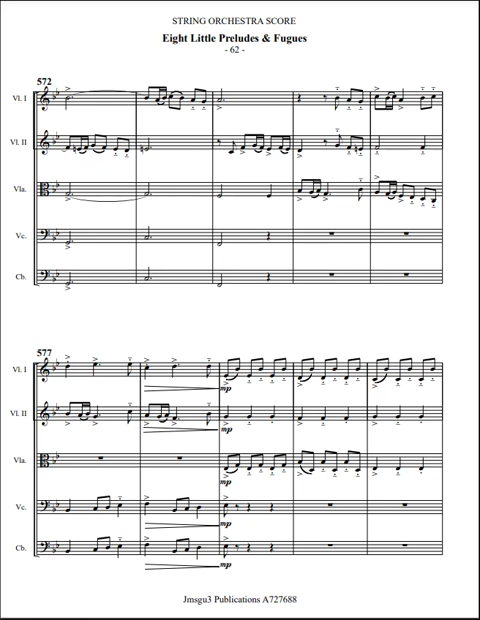 STRING ORCHESTRA SCORE
Eight Little Preludes & Fugues
- 62 -
572
Vl. I
Vl. II
Vla.
Vc.
Cb.
577
Vl. I
mp
Vl. II
mp
Vla.
mp
Vc.
mp
Cb.
mp
Jmsgu3 Publications A727688